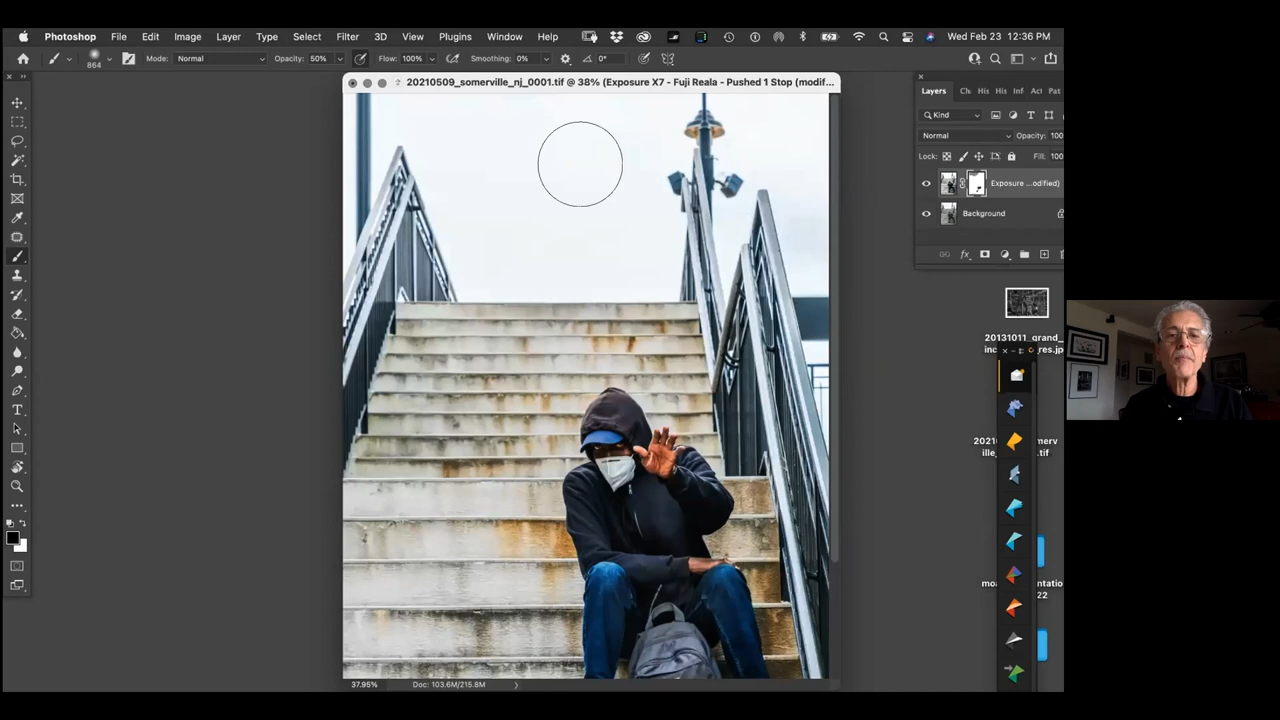 Photoshop File Edit Image Layer Type Select Filter 3D View Plugins Window Help Wed Feb 23 12:36 PM
864 Mode: Normal Opacity: 50% Flow: 100% Smoothing: 0% 0°
20210509_somerville_nj_0001.tif @ 38% (Exposure X7 - Fuji Reala - Pushed 1 Stop (modif...
Layers Ch His His Inf Act Pat
Kind
Normal Opacity: 100
Lock: Fill: 100
Exposure ...odified)
Background
fx
20131011_grand_
inc res.jp
2021 merv
ille_ .tif
mo ntatio
22
37.95% Doc: 103.6M/215.8M